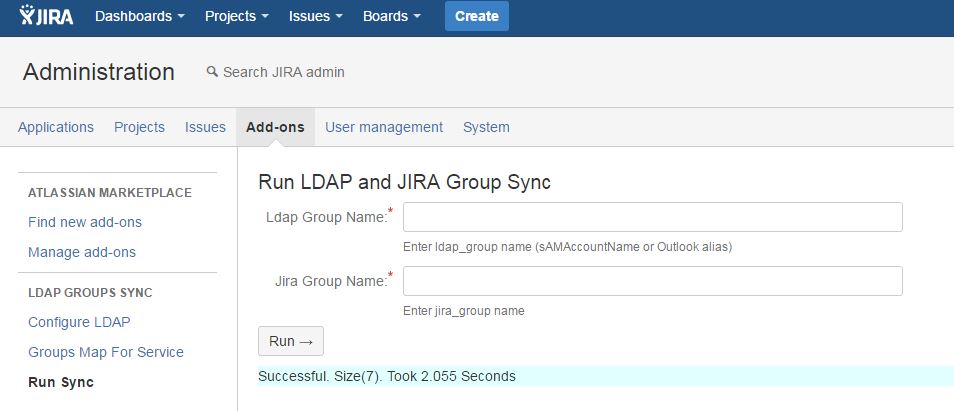 JIRA Dashboards Projects Issues Boards Create
Administration Search JIRA admin
Applications Projects Issues Add-ons User management System
ATLASSIAN MARKETPLACE
Find new add-ons
Manage add-ons
LDAP GROUPS SYNC
Configure LDAP
Groups Map For Service
Run Sync
Run LDAP and JIRA Group Sync
Ldap Group Name:*
Enter ldap_group name (sAMAccountName or Outlook alias)
Jira Group Name:*
Enter jira_group name
Run →
Successful. Size(7). Took 2.055 Seconds